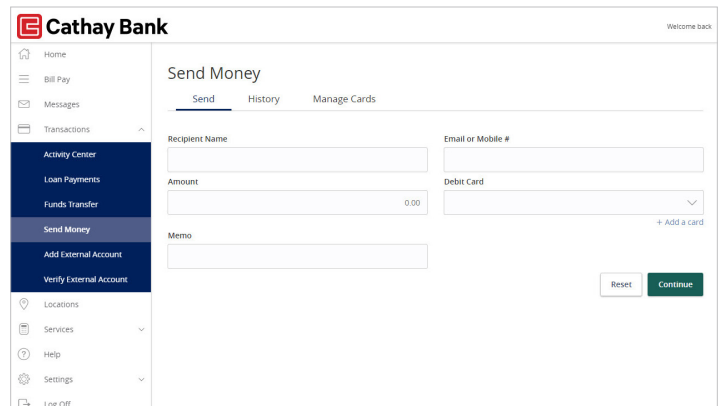 Cathay Bank
Welcome back
Home
Bill Pay
Messages
Transactions
Activity Center
Loan Payments
Funds Transfer
Send Money
Add External Account
Verify External Account
Locations
Services
Help
Settings
Log Off
Send Money
Send History Manage Cards
Recipient Name
Email or Mobile #
Amount
0.00
Debit Card
+ Add a card
Memo
Reset Continue